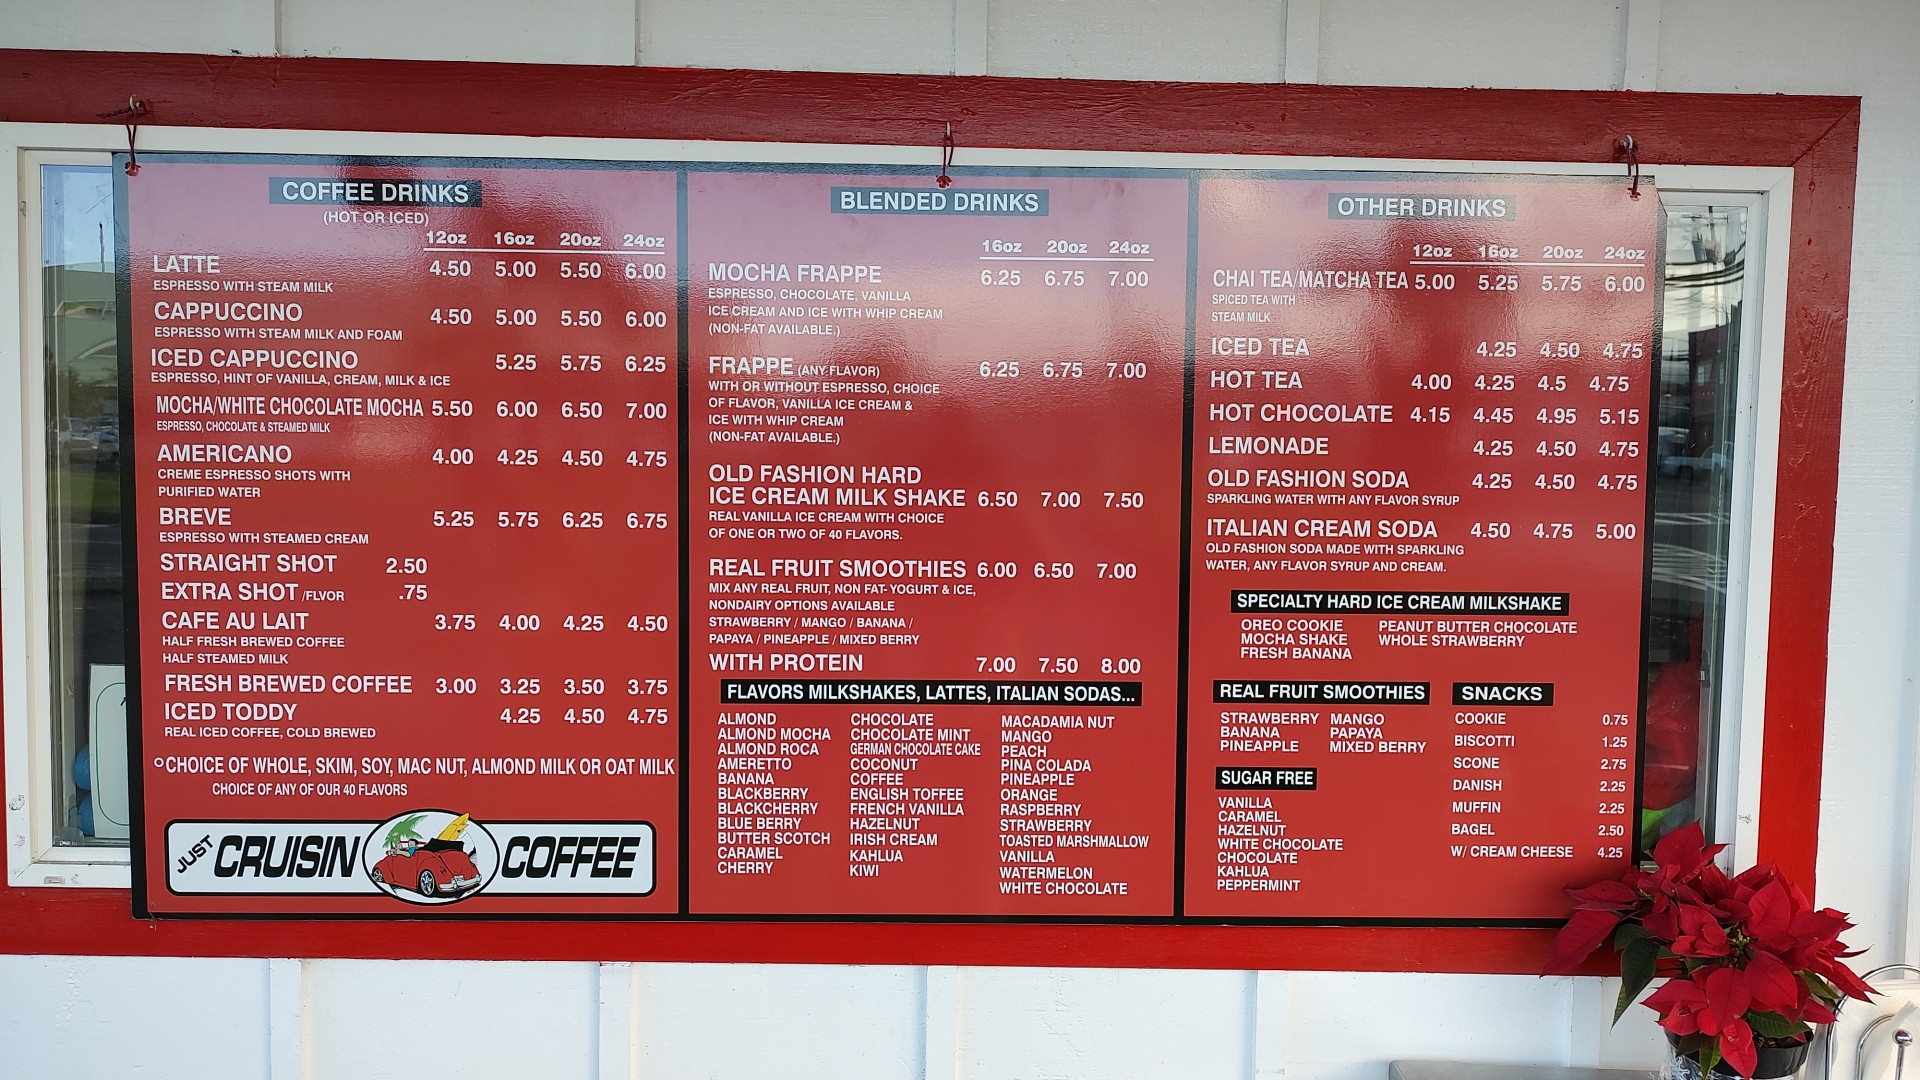 COFFEE DRINKS
(HOT OR ICED)
12oz 16oz 20oz 24oz
LATTE 4.50 5.00 5.50 6.00
ESPRESSO WITH STEAM MILK
CAPPUCCINO 4.50 5.00 5.50 6.00
ESPRESSO WITH STEAM MILK AND FOAM
ICED CAPPUCCINO 5.25 5.75 6.25
ESPRESSO, HINT OF VANILLA, CREAM, MILK & ICE
MOCHA/WHITE CHOCOLATE MOCHA 5.50 6.00 6.50 7.00
ESPRESSO, CHOCOLATE & STEAMED MILK
AMERICANO 4.00 4.25 4.50 4.75
CREME ESPRESSO SHOTS WITH
PURIFIED WATER
BREVE 5.25 5.75 6.25 6.75
ESPRESSO WITH STEAMED CREAM
STRAIGHT SHOT 2.50
EXTRA SHOT /FLVOR .75
CAFE AU LAIT 3.75 4.00 4.25 4.50
HALF FRESH BREWED COFFEE
HALF STEAMED MILK
FRESH BREWED COFFEE 3.00 3.25 3.50 3.75
ICED TODDY 4.25 4.50 4.75
REAL ICED COFFEE, COLD BREWED
°CHOICE OF WHOLE, SKIM, SOY, MAC NUT, ALMOND MILK OR OAT MILK
CHOICE OF ANY OF OUR 40 FLAVORS
JUST CRUISIN COFFEE
BLENDED DRINKS
16oz 20oz 24oz
MOCHA FRAPPE 6.25 6.75 7.00
ESPRESSO, CHOCOLATE, VANILLA
ICE CREAM AND ICE WITH WHIP CREAM
(NON-FAT AVAILABLE.)
FRAPPE (ANY FLAVOR) 6.25 6.75 7.00
WITH OR WITHOUT ESPRESSO, CHOICE
OF FLAVOR, VANILLA ICE CREAM &
ICE WITH WHIP CREAM
(NON-FAT AVAILABLE.)
OLD FASHION HARD
ICE CREAM MILK SHAKE 6.50 7.00 7.50
REAL VANILLA ICE CREAM WITH CHOICE
OF ONE OR TWO OF 40 FLAVORS.
REAL FRUIT SMOOTHIES 6.00 6.50 7.00
MIX ANY REAL FRUIT, NON FAT- YOGURT & ICE,
NONDAIRY OPTIONS AVAILABLE
STRAWBERRY / MANGO / BANANA /
PAPAYA / PINEAPPLE / MIXED BERRY
WITH PROTEIN 7.00 7.50 8.00
FLAVORS MILKSHAKES, LATTES, ITALIAN SODAS...
ALMOND
ALMOND MOCHA
ALMOND ROCA
AMERETTO
BANANA
BLACKBERRY
BLACKCHERRY
BLUE BERRY
BUTTER SCOTCH
CARAMEL
CHERRY
CHOCOLATE
CHOCOLATE MINT
GERMAN CHOCOLATE CAKE
COCONUT
COFFEE
ENGLISH TOFFEE
FRENCH VANILLA
HAZELNUT
IRISH CREAM
KAHLUA
KIWI
MACADAMIA NUT
MANGO
PEACH
PINA COLADA
PINEAPPLE
ORANGE
RASPBERRY
STRAWBERRY
TOASTED MARSHMALLOW
VANILLA
WATERMELON
WHITE CHOCOLATE
OTHER DRINKS
12oz 16oz 20oz 24oz
CHAI TEA/MATCHA TEA 5.00 5.25 5.75 6.00
SPICED TEA WITH
STEAM MILK
ICED TEA 4.25 4.50 4.75
HOT TEA 4.00 4.25 4.5 4.75
HOT CHOCOLATE 4.15 4.45 4.95 5.15
LEMONADE 4.25 4.50 4.75
OLD FASHION SODA 4.25 4.50 4.75
SPARKLING WATER WITH ANY FLAVOR SYRUP
ITALIAN CREAM SODA 4.50 4.75 5.00
OLD FASHION SODA MADE WITH SPARKLING
WATER, ANY FLAVOR SYRUP AND CREAM.
SPECIALTY HARD ICE CREAM MILKSHAKE
OREO COOKIE PEANUT BUTTER CHOCOLATE
MOCHA SHAKE WHOLE STRAWBERRY
FRESH BANANA
REAL FRUIT SMOOTHIES
STRAWBERRY MANGO
BANANA PAPAYA
PINEAPPLE MIXED BERRY
SUGAR FREE
VANILLA
CARAMEL
HAZELNUT
WHITE CHOCOLATE
CHOCOLATE
KAHLUA
PEPPERMINT
SNACKS
COOKIE 0.75
BISCOTTI 1.25
SCONE 2.75
DANISH 2.25
MUFFIN 2.25
BAGEL 2.50
W/ CREAM CHEESE 4.25